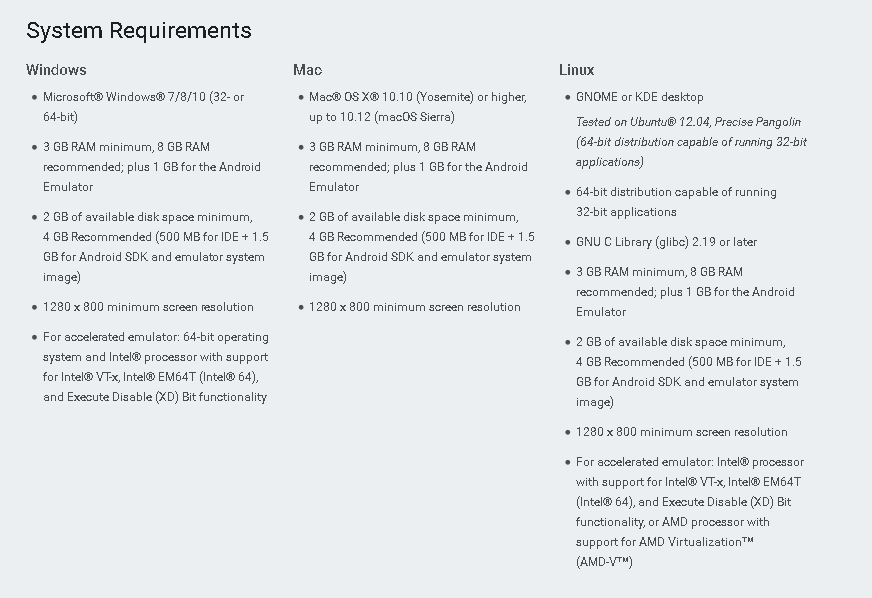 System Requirements
Windows
• Microsoft® Windows® 7/8/10 (32- or
64-bit)
• 3 GB RAM minimum, 8 GB RAM
recommended; plus 1 GB for the Android
Emulator
• 2 GB of available disk space minimum,
4 GB Recommended (500 MB for IDE + 1.5
GB for Android SDK and emulator system
image)
• 1280 x 800 minimum screen resolution
• For accelerated emulator: 64-bit operating
system and Intel® processor with support
for Intel® VT-x, Intel® EM64T (Intel® 64),
and Execute Disable (XD) Bit functionality
Mac
• Mac® OS X® 10.10 (Yosemite) or higher,
up to 10.12 (macOS Sierra)
• 3 GB RAM minimum, 8 GB RAM
recommended; plus 1 GB for the Android
Emulator
• 2 GB of available disk space minimum,
4 GB Recommended (500 MB for IDE + 1.5
GB for Android SDK and emulator system
image)
• 1280 x 800 minimum screen resolution
Linux
• GNOME or KDE desktop
Tested on Ubuntu® 12.04, Precise Pangolin
(64-bit distribution capable of running 32-bit
applications)
• 64-bit distribution capable of running
32-bit applications
• GNU C Library (glibc) 2.19 or later
• 3 GB RAM minimum, 8 GB RAM
recommended; plus 1 GB for the Android
Emulator
• 2 GB of available disk space minimum,
4 GB Recommended (500 MB for IDE + 1.5
GB for Android SDK and emulator system
image)
• 1280 x 800 minimum screen resolution
• For accelerated emulator: Intel® processor
with support for Intel® VT-x, Intel® EM64T
(Intel® 64), and Execute Disable (XD) Bit
functionality, or AMD processor with
support for AMD Virtualization™
(AMD-V™)